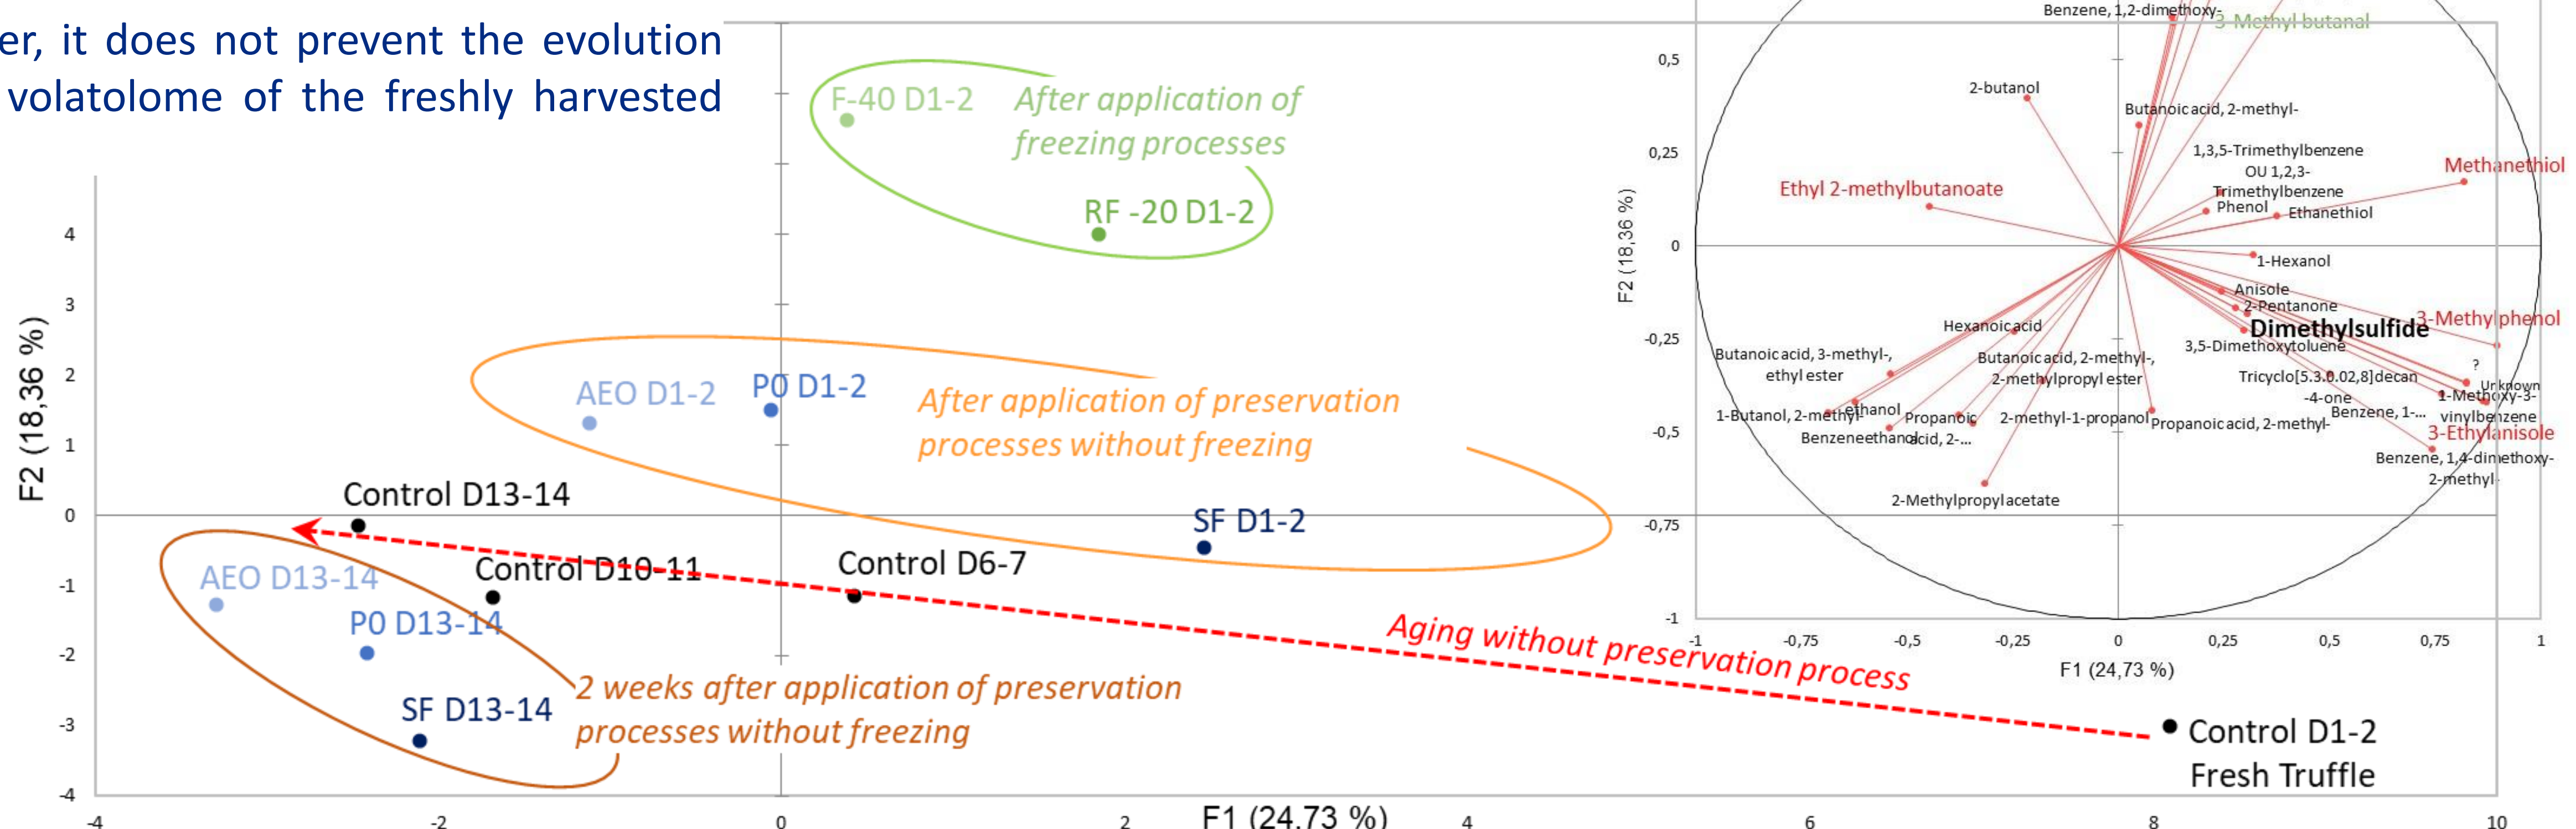 er, it does not prevent the evolution
volatolome of the freshly harvested
F-40 D1-2
After application of
freezing processes
RF -20 D1-2
4
3
2
1
0
-1
-2
-3
-4
F2 (18,36 %)
AEO D1-2
P0 D1-2
After application of preservation
processes without freezing
Control D13-14
SF D1-2
Control D10-11
Control D6-7
AEO D13-14
P0 D13-14
SF D13-14
2 weeks after application of preservation
processes without freezing
Aging without preservation process
Control D1-2
Fresh Truffle
-4
-2
0
2
4
6
8
10
F1 (24,73 %)
Benzene, 1,2-dimethoxy-
3-Methyl butanal
0,5
0,25
0
-0,25
-0,5
-0,75
-1
F2 (18,36 %)
2-butanol
Butanoic acid, 2-methyl-
1,3,5-Trimethylbenzene
OU 1,2,3-
Trimethylbenzene
Methanethiol
Ethyl 2-methylbutanoate
Phenol
Ethanethiol
1-Hexanol
Anisole
2-Pentanone
3-Methylphenol
Dimethylsulfide
Hexanoic acid
3,5-Dimethoxytoluene
Butanoic acid, 3-methyl-,
ethyl ester
Butanoic acid, 2-methyl-,
2-methylpropyl ester
?
Tricyclo[5.3.0.02,8]decan
-4-one
Unknown
1-Methoxy-3-
vinylbenzene
Benzene, 1-...
1-Butanol, 2-methyl-
ethanol
Propanoic
acid, 2-...
2-methyl-1-propanol
Propanoic acid, 2-methyl-
Benzeneethanol
3-Ethylanisole
Benzene, 1,4-dimethoxy-
2-methyl-
2-Methylpropylacetate
-1
-0,75
-0,5
-0,25
0
0,25
0,5
0,75
1
F1 (24,73 %)